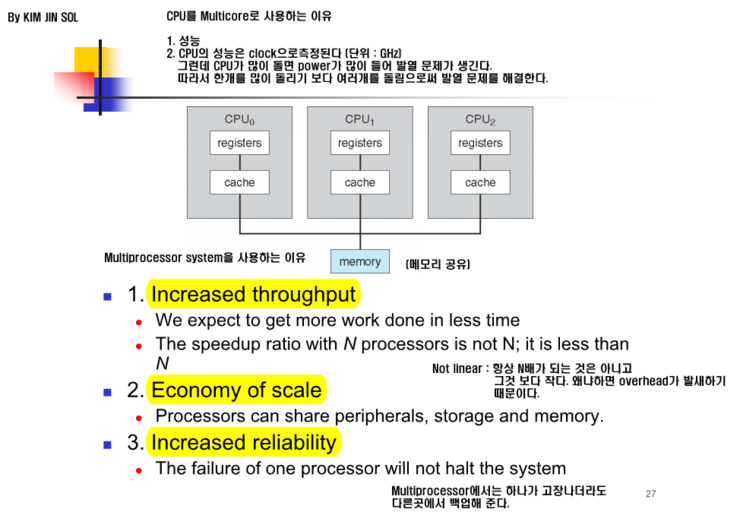 By KIM JIN SOL
CPU를 Multicore로 사용하는 이유
1. 성능
2. CPU의 성능은 clock으로측정된다 (단위 : GHz)
그런데 CPU가 많이 돌면 power가 많이 들어 발열 문제가 생긴다.
따라서 한개를 많이 돌리기 보다 여러개를 돌림으로써 발열 문제를 해결한다.
CPU0 CPU1 CPU2
registers registers registers
cache cache cache
Multiprocessor system을 사용하는 이유
memory (메모리 공유)
1. Increased throughput
We expect to get more work done in less time
The speedup ratio with N processors is not N; it is less than
N
Not linear : 항상 N배가 되는 것은 아니고
그것 보다 작다. 왜냐하면 overhead가 발새하기
때문이다.
2. Economy of scale
Processors can share peripherals, storage and memory.
3. Increased reliability
The failure of one processor will not halt the system
Multiprocessor에서는 하나가 고장나더라도
다른곳에서 백업해 준다.
27